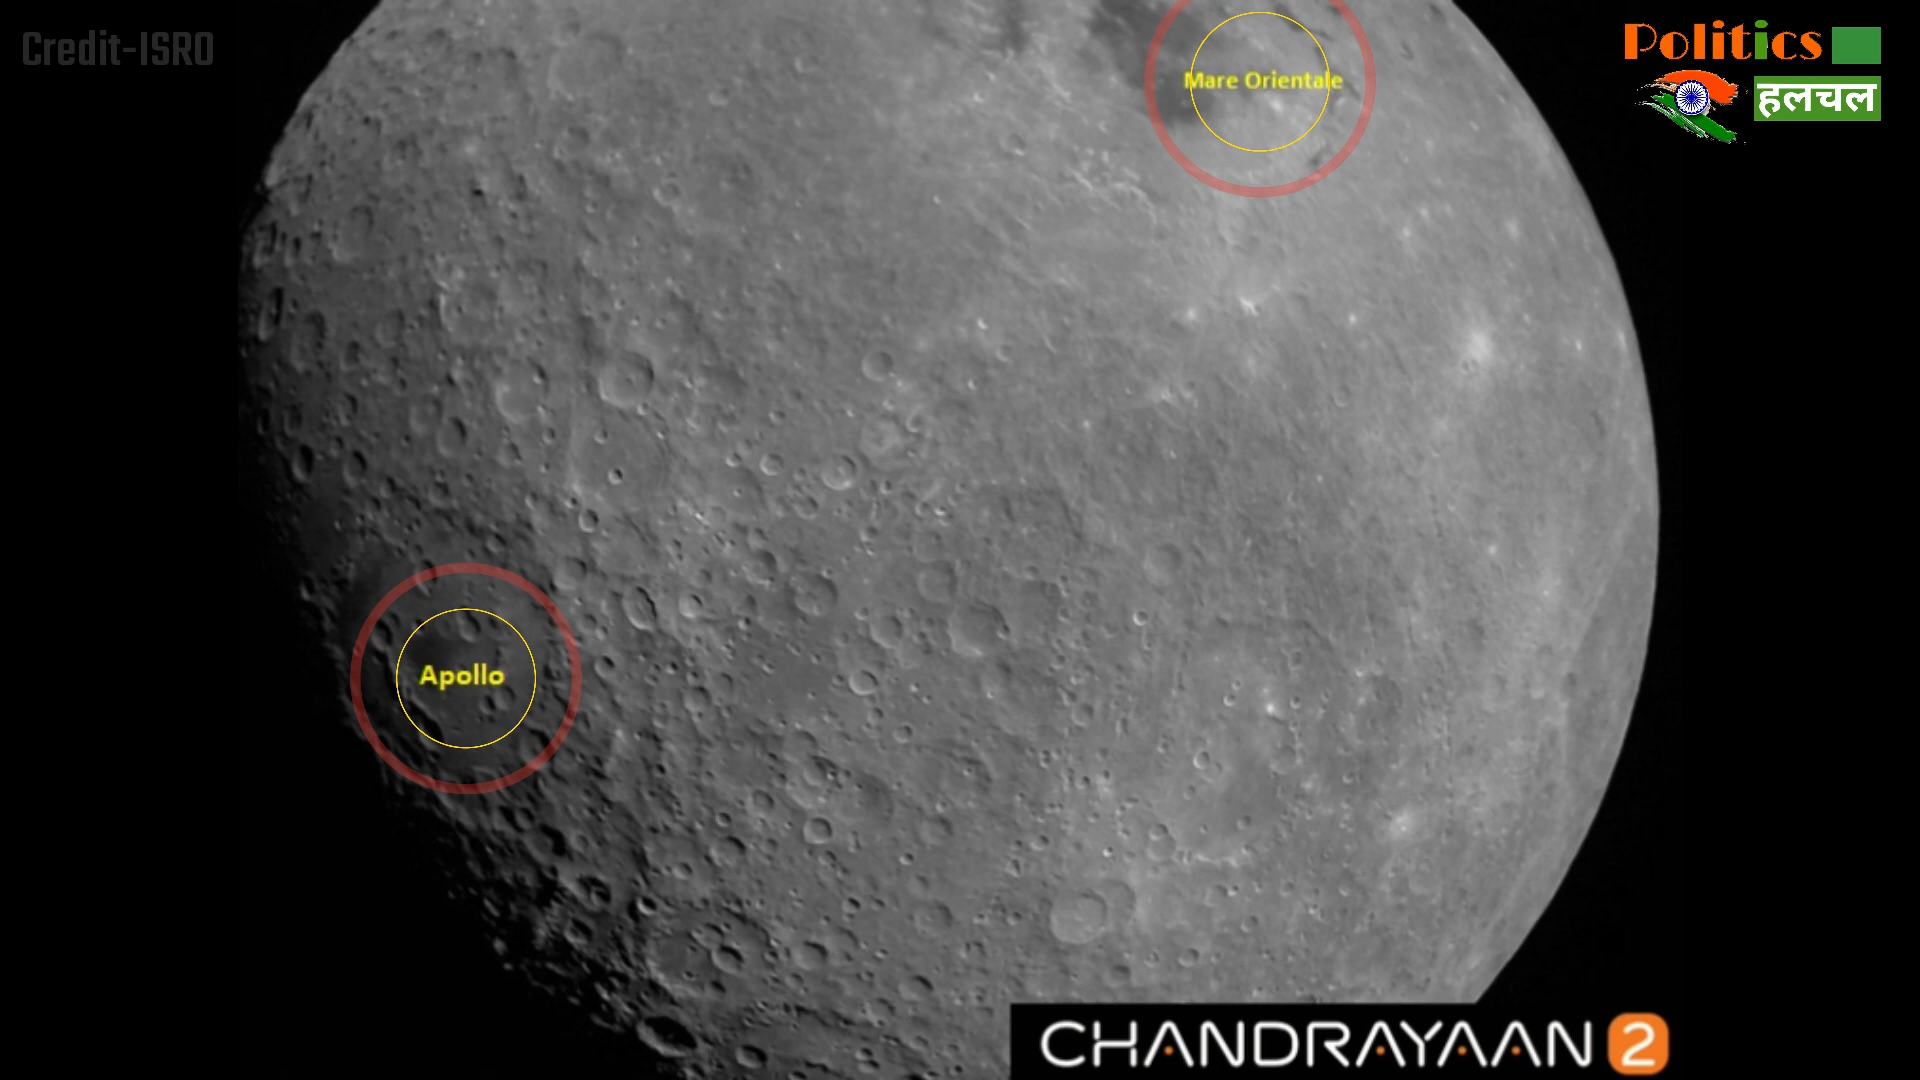 Credit-ISRO
Politics
हलचल
Mare Orientale
Apollo
CHANDRAYAAN 2